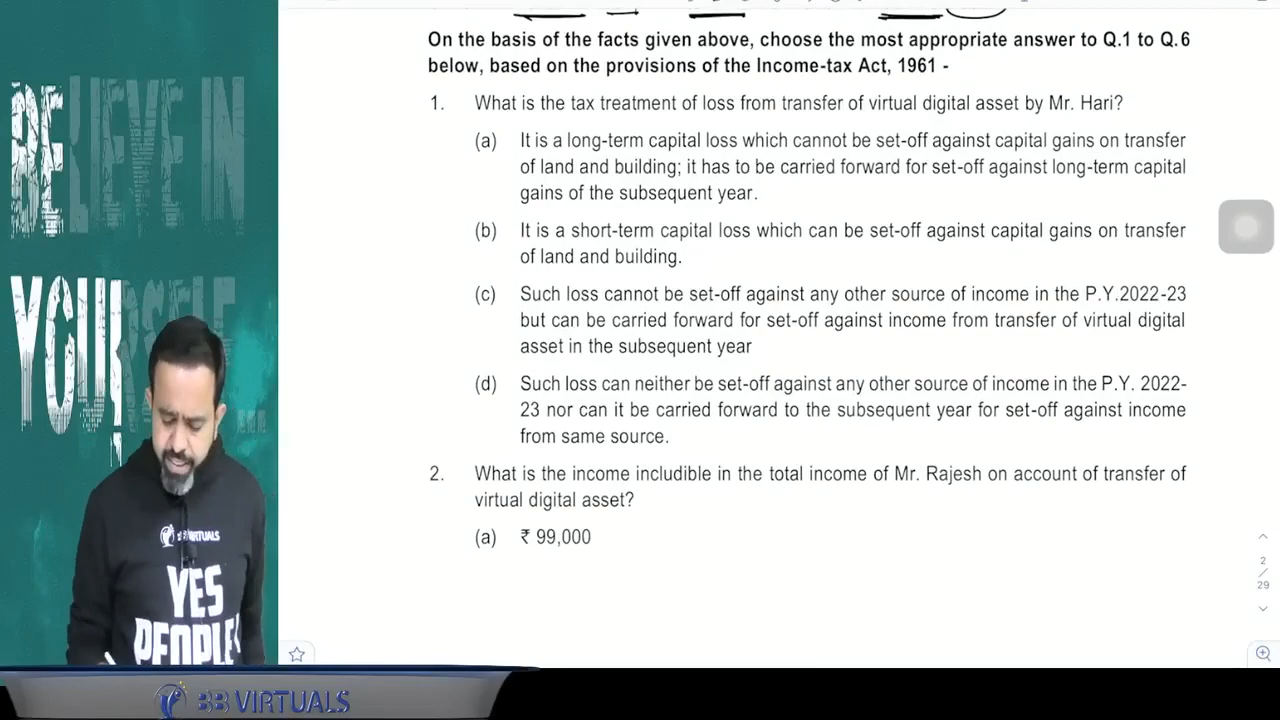 BELIEVE IN
YOURSELF...
BB VIRTUALS
YES
PEOPLE!
BB VIRTUALS
On the basis of the facts given above, choose the most appropriate answer to Q.1 to Q.6
below, based on the provisions of the Income-tax Act, 1961 -
1. What is the tax treatment of loss from transfer of virtual digital asset by Mr. Hari?
(a) It is a long-term capital loss which cannot be set-off against capital gains on transfer
of land and building; it has to be carried forward for set-off against long-term capital
gains of the subsequent year.
(b) It is a short-term capital loss which can be set-off against capital gains on transfer
of land and building.
(c) Such loss cannot be set-off against any other source of income in the P.Y.2022-23
but can be carried forward for set-off against income from transfer of virtual digital
asset in the subsequent year
(d) Such loss can neither be set-off against any other source of income in the P.Y. 2022-
23 nor can it be carried forward to the subsequent year for set-off against income
from same source.
2. What is the income includible in the total income of Mr. Rajesh on account of transfer of
virtual digital asset?
(a) ₹ 99,000
2
/
29